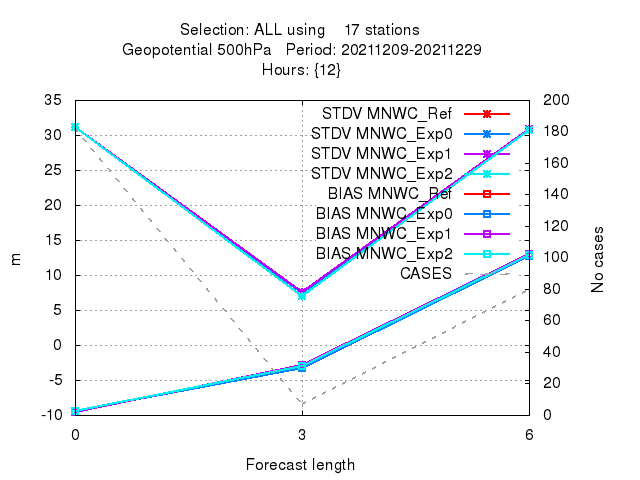 Selection: ALL using 17 stations
Geopotential 500hPa Period: 20211209-20211229
Hours: {12}
35 200
STDV MNWC_Ref
30 180
STDV MNWC_Exp0
25 160
STDV MNWC_Exp1
20 140
STDV MNWC_Exp2
15 120
BIAS MNWC_Ref
10 100
BIAS MNWC_Exp0
5 80
BIAS MNWC_Exp1
0 60
BIAS MNWC_Exp2
-5 40
CASES
-10 20
0
m
No cases
0 3 6
Forecast length